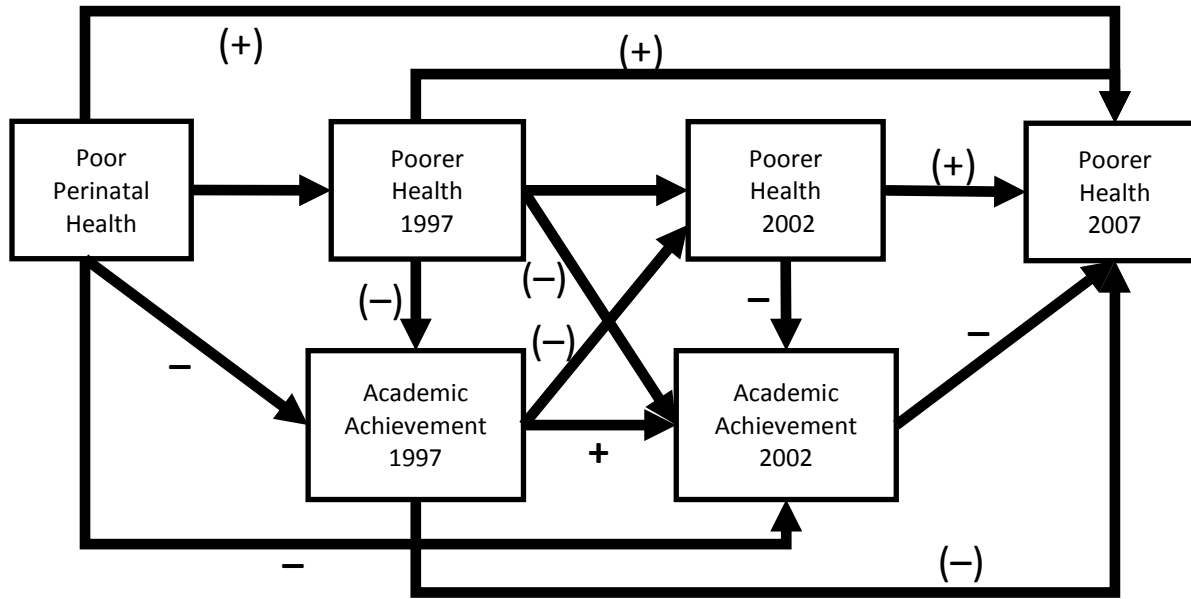 (+)
(+)
Poor
Perinatal
Health
Poorer
Health
1997
Poorer
Health
2002
(+)
Poorer
Health
2007
(–)
(–)
–
–
–
(–)
Academic
Achievement
1997
+
Academic
Achievement
2002
–
(–)